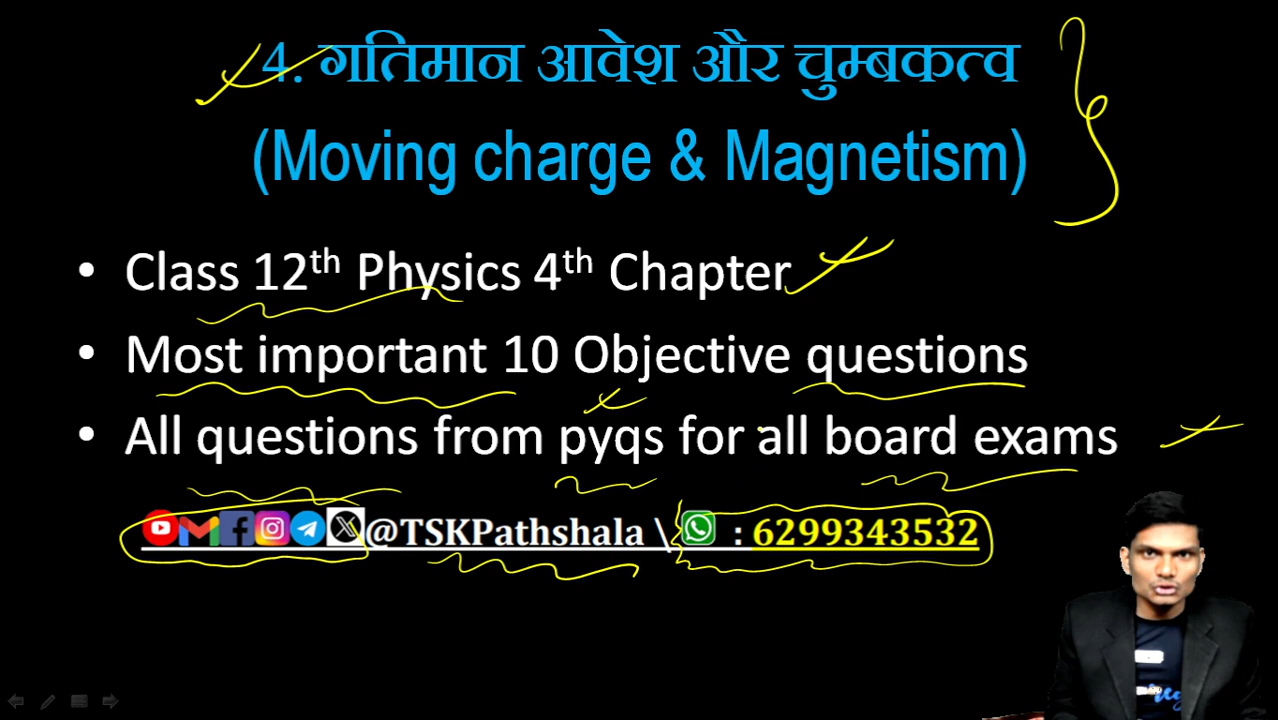 4. गतिमान आवेश और चुम्बकत्व
(Moving charge & Magnetism)
• Class 12th Physics 4th Chapter
• Most important 10 Objective questions
• All questions from pyqs for all board exams
@TSKPathshala \ : 6299343532